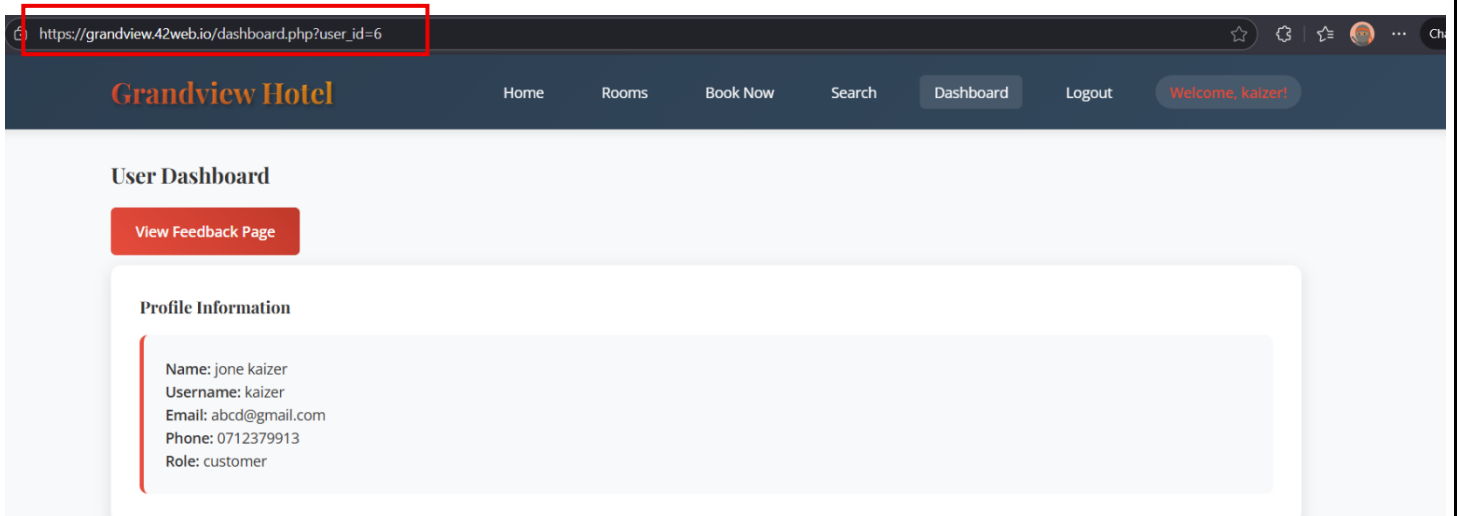 https://grandview.42web.io/dashboard.php?user_id=6
Grandview Hotel Home Rooms Book Now Search Dashboard Logout Welcome, kaizer!
User Dashboard
View Feedback Page
Profile Information
Name: jone kaizer
Username: kaizer
Email: abcd@gmail.com
Phone: 0712379913
Role: customer